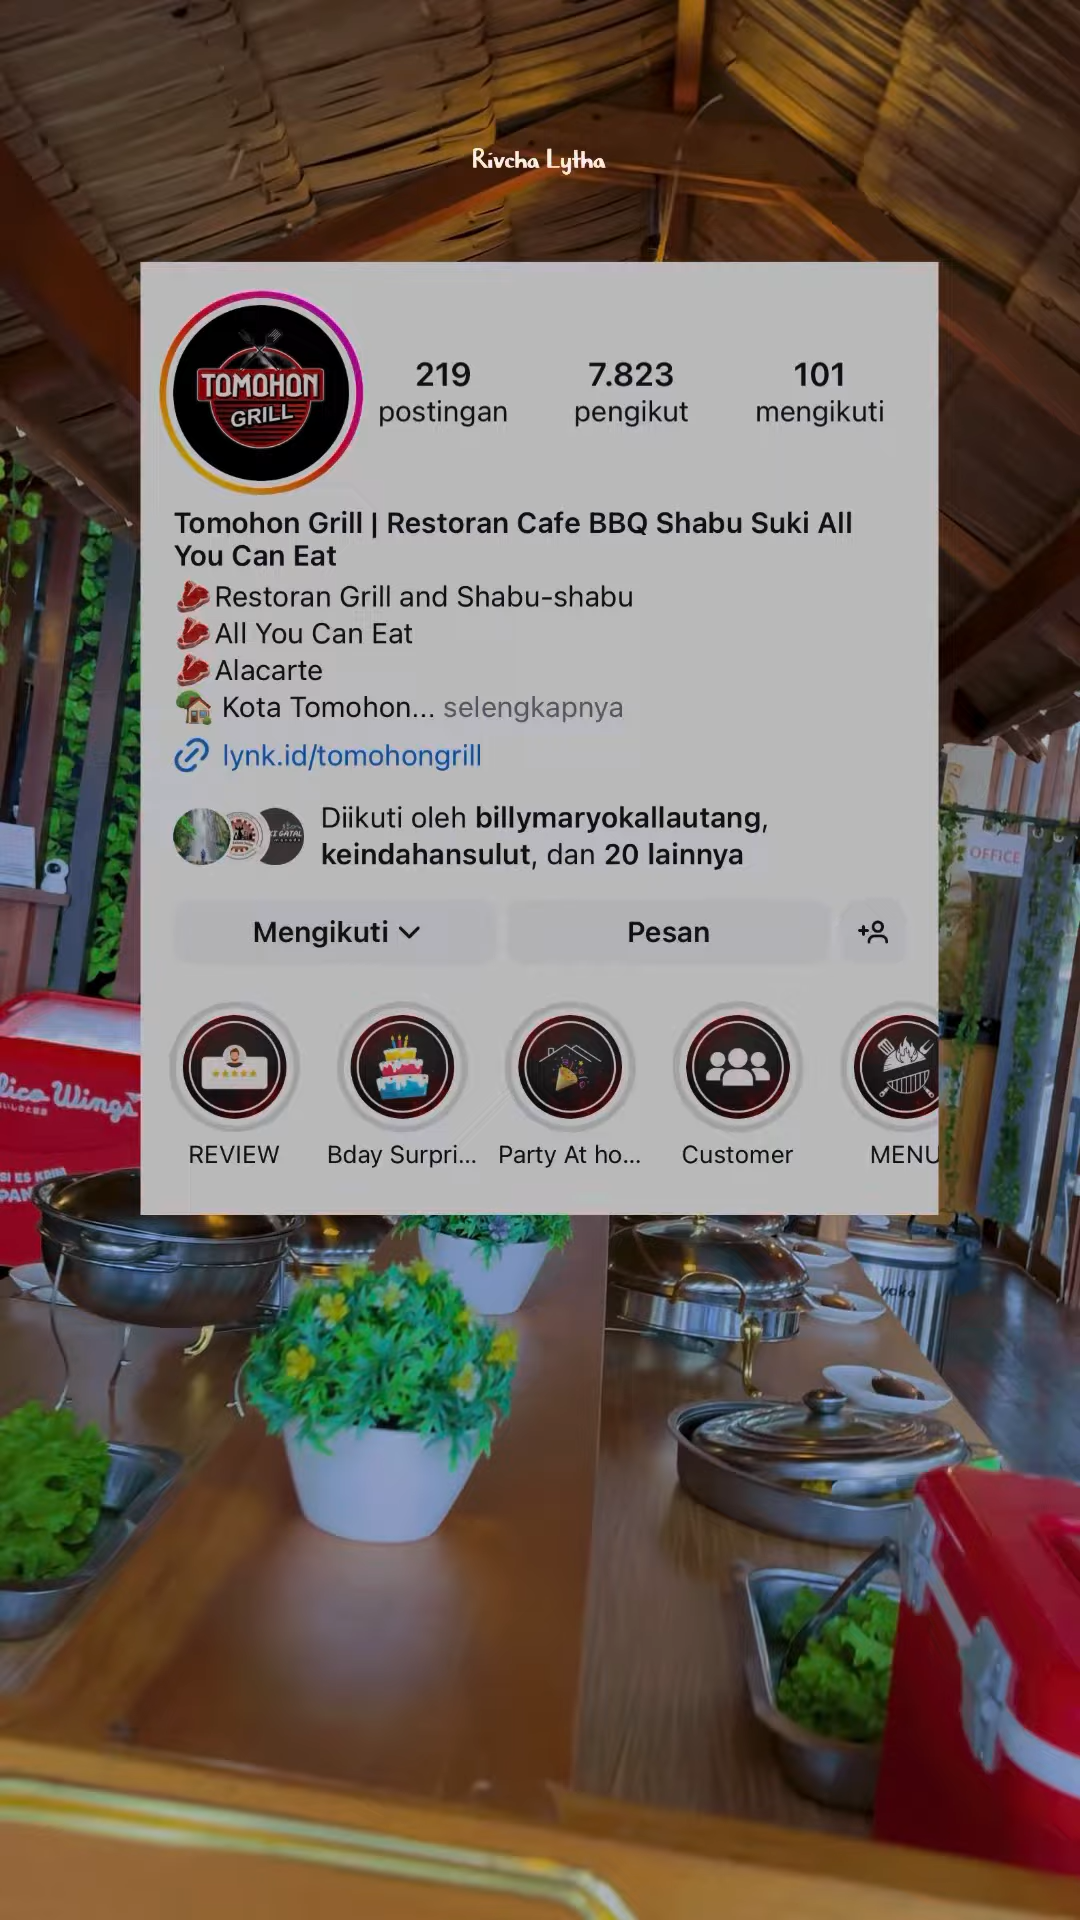 Rivcha Lytha
TOMOHON
GRILL
219
postingan
7.823
pengikut
101
mengikuti
Tomohon Grill | Restoran Cafe BBQ Shabu Suki All
You Can Eat
Restoran Grill and Shabu-shabu
All You Can Eat
Alacarte
Kota Tomohon... selengkapnya
lynk.id/tomohongrill
Diikuti oleh billymaryokallautang,
keindahansulut, dan 20 lainnya
OFFICE
Mengikuti
Pesan
REVIEW
Bday Surpri...
Party At ho...
Customer
MENU
Wings